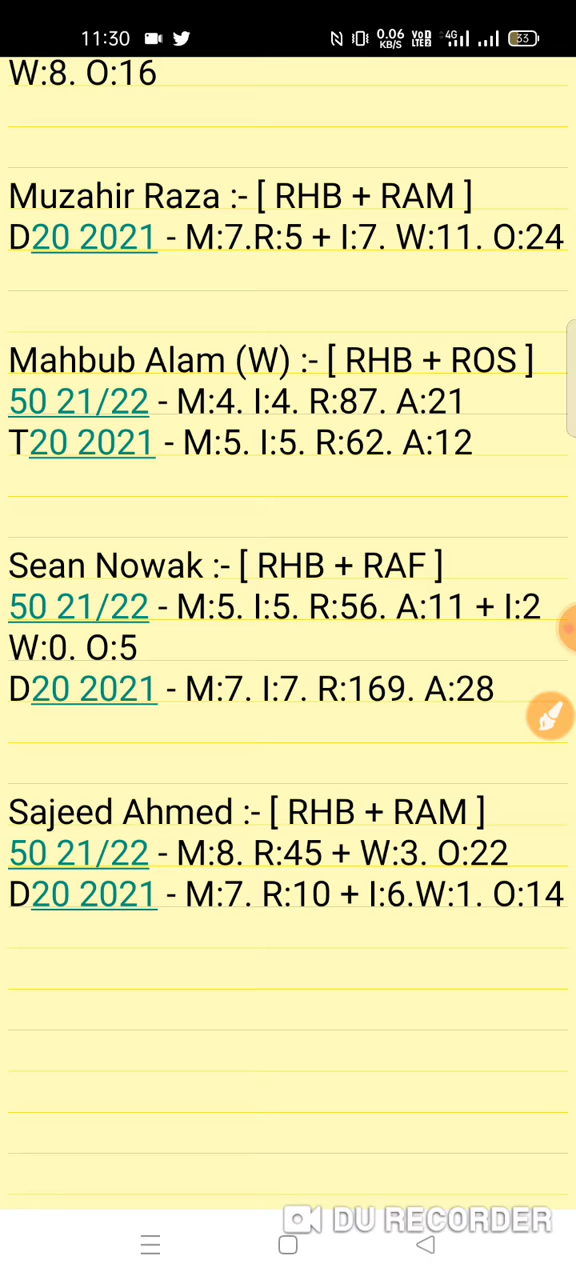 11:30 0.06 KB/S VoD LTE2 4G 33
W:8. O:16
Muzahir Raza :- [ RHB + RAM ]
D20 2021 - M:7.R:5 + I:7. W:11. O:24
Mahbub Alam (W) :- [ RHB + ROS ]
50 21/22 - M:4. I:4. R:87. A:21
T20 2021 - M:5. I:5. R:62. A:12
Sean Nowak :- [ RHB + RAF ]
50 21/22 - M:5. I:5. R:56. A:11 + I:2
W:0. O:5
D20 2021 - M:7. I:7. R:169. A:28
Sajeed Ahmed :- [ RHB + RAM ]
50 21/22 - M:8. R:45 + W:3. O:22
D20 2021 - M:7. R:10 + I:6.W:1. O:14
DU RECORDER